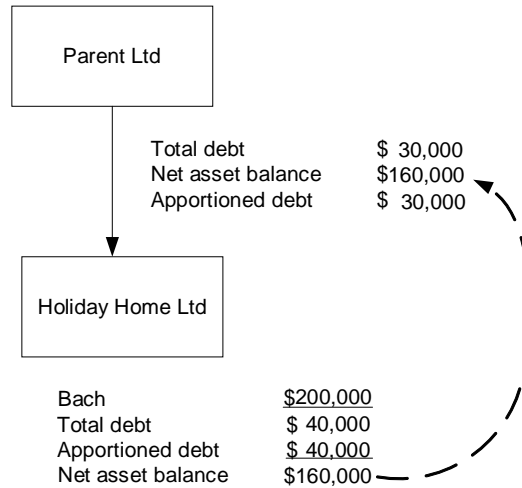 Parent Ltd
Total debt $ 30,000
Net asset balance $160,000
Apportioned debt $ 30,000
Holiday Home Ltd
Bach $200,000
Total debt $ 40,000
Apportioned debt $ 40,000
Net asset balance $160,000